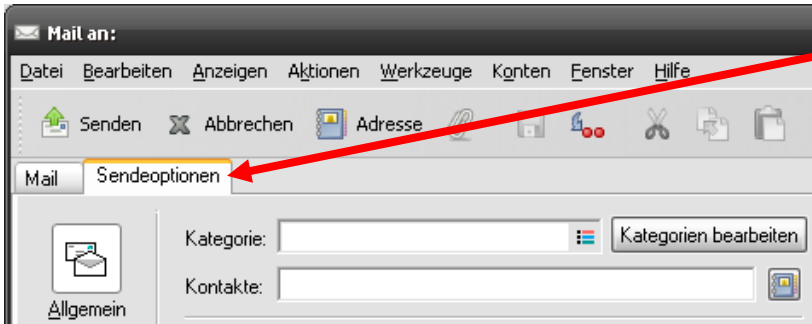 Mail an:
Datei Bearbeiten Anzeigen Aktionen Werkzeuge Konten Fenster Hilfe
Senden Abbrechen Adresse
Mail Sendeoptionen
Kategorie: Kategorien bearbeiten
Kontakte:
Allgemein